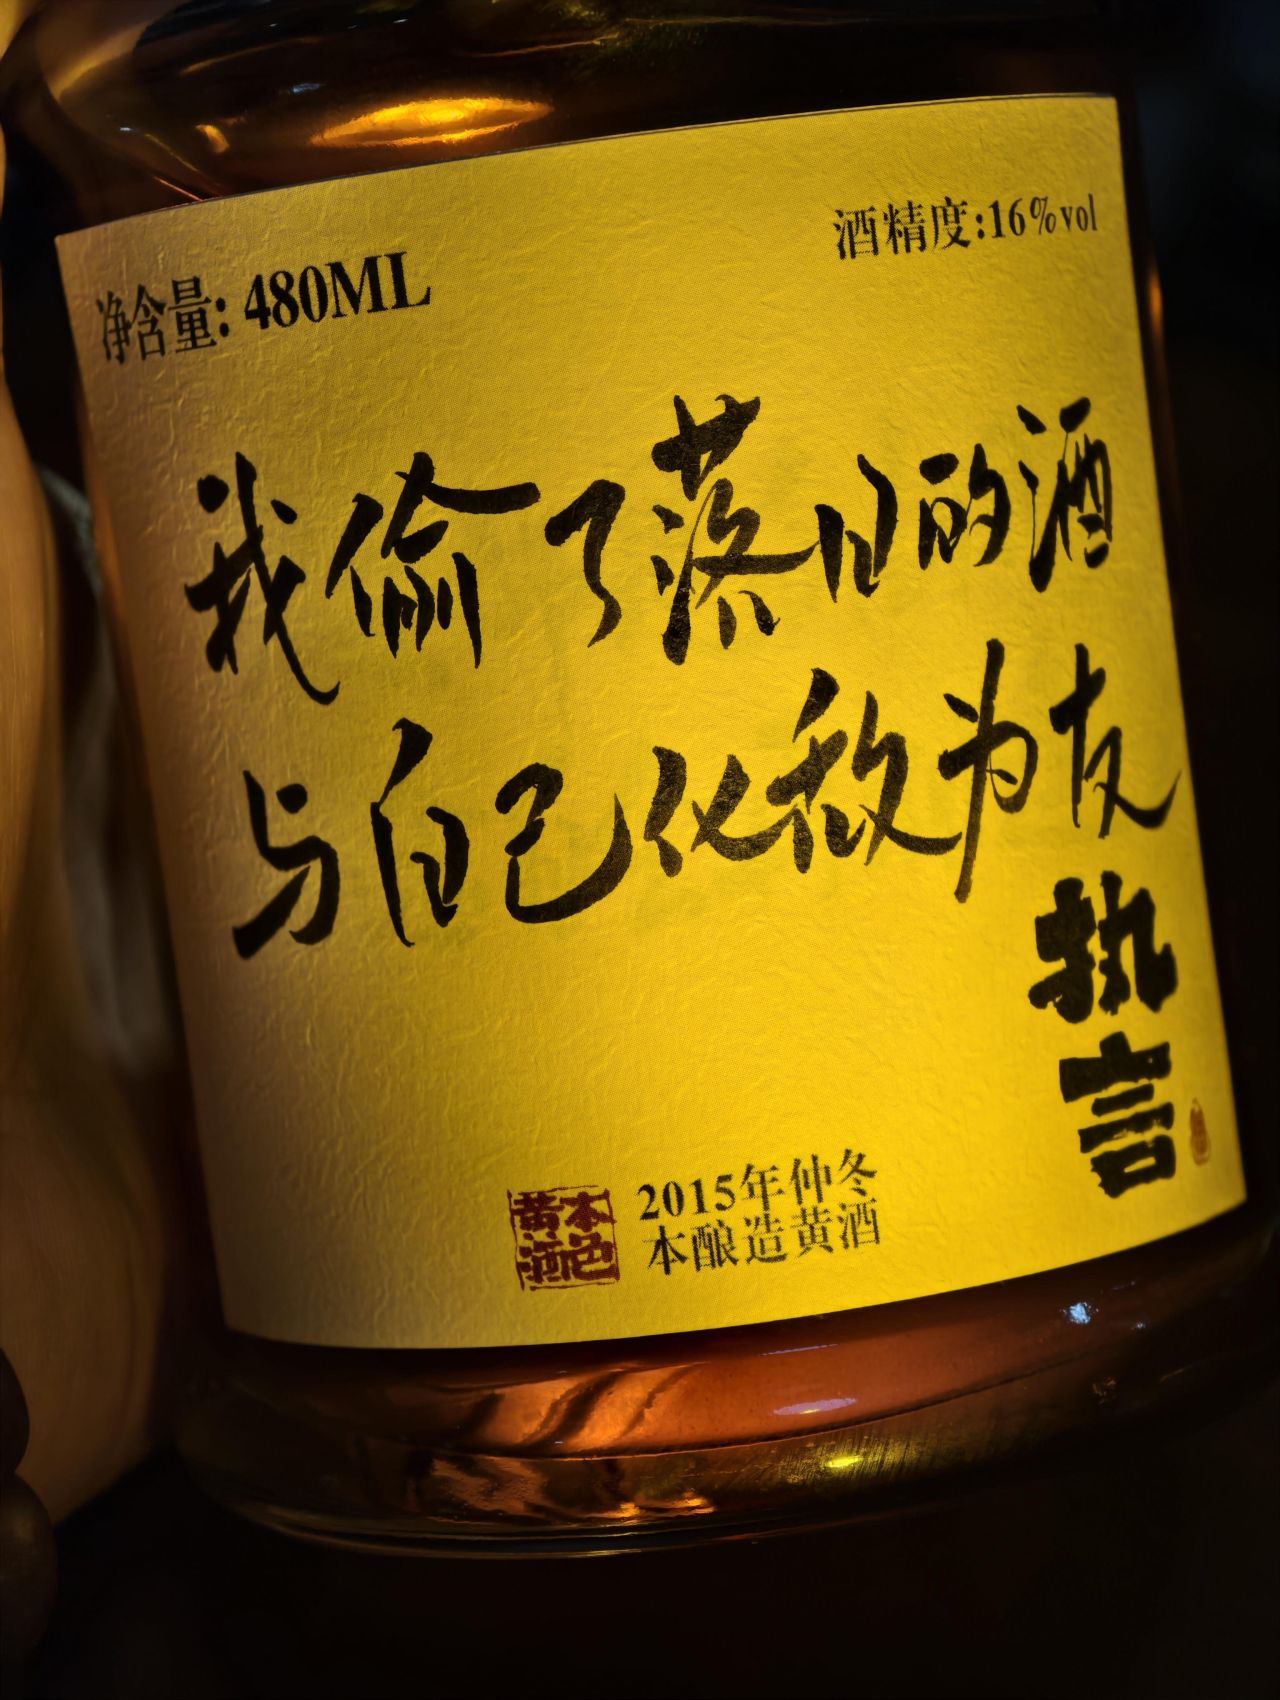 净含量: 480ML
酒精度:16%vol
我偷了落日的酒
与自己化敌为友
执言
本色
黄酒
2015年仲冬
本酿造黄酒